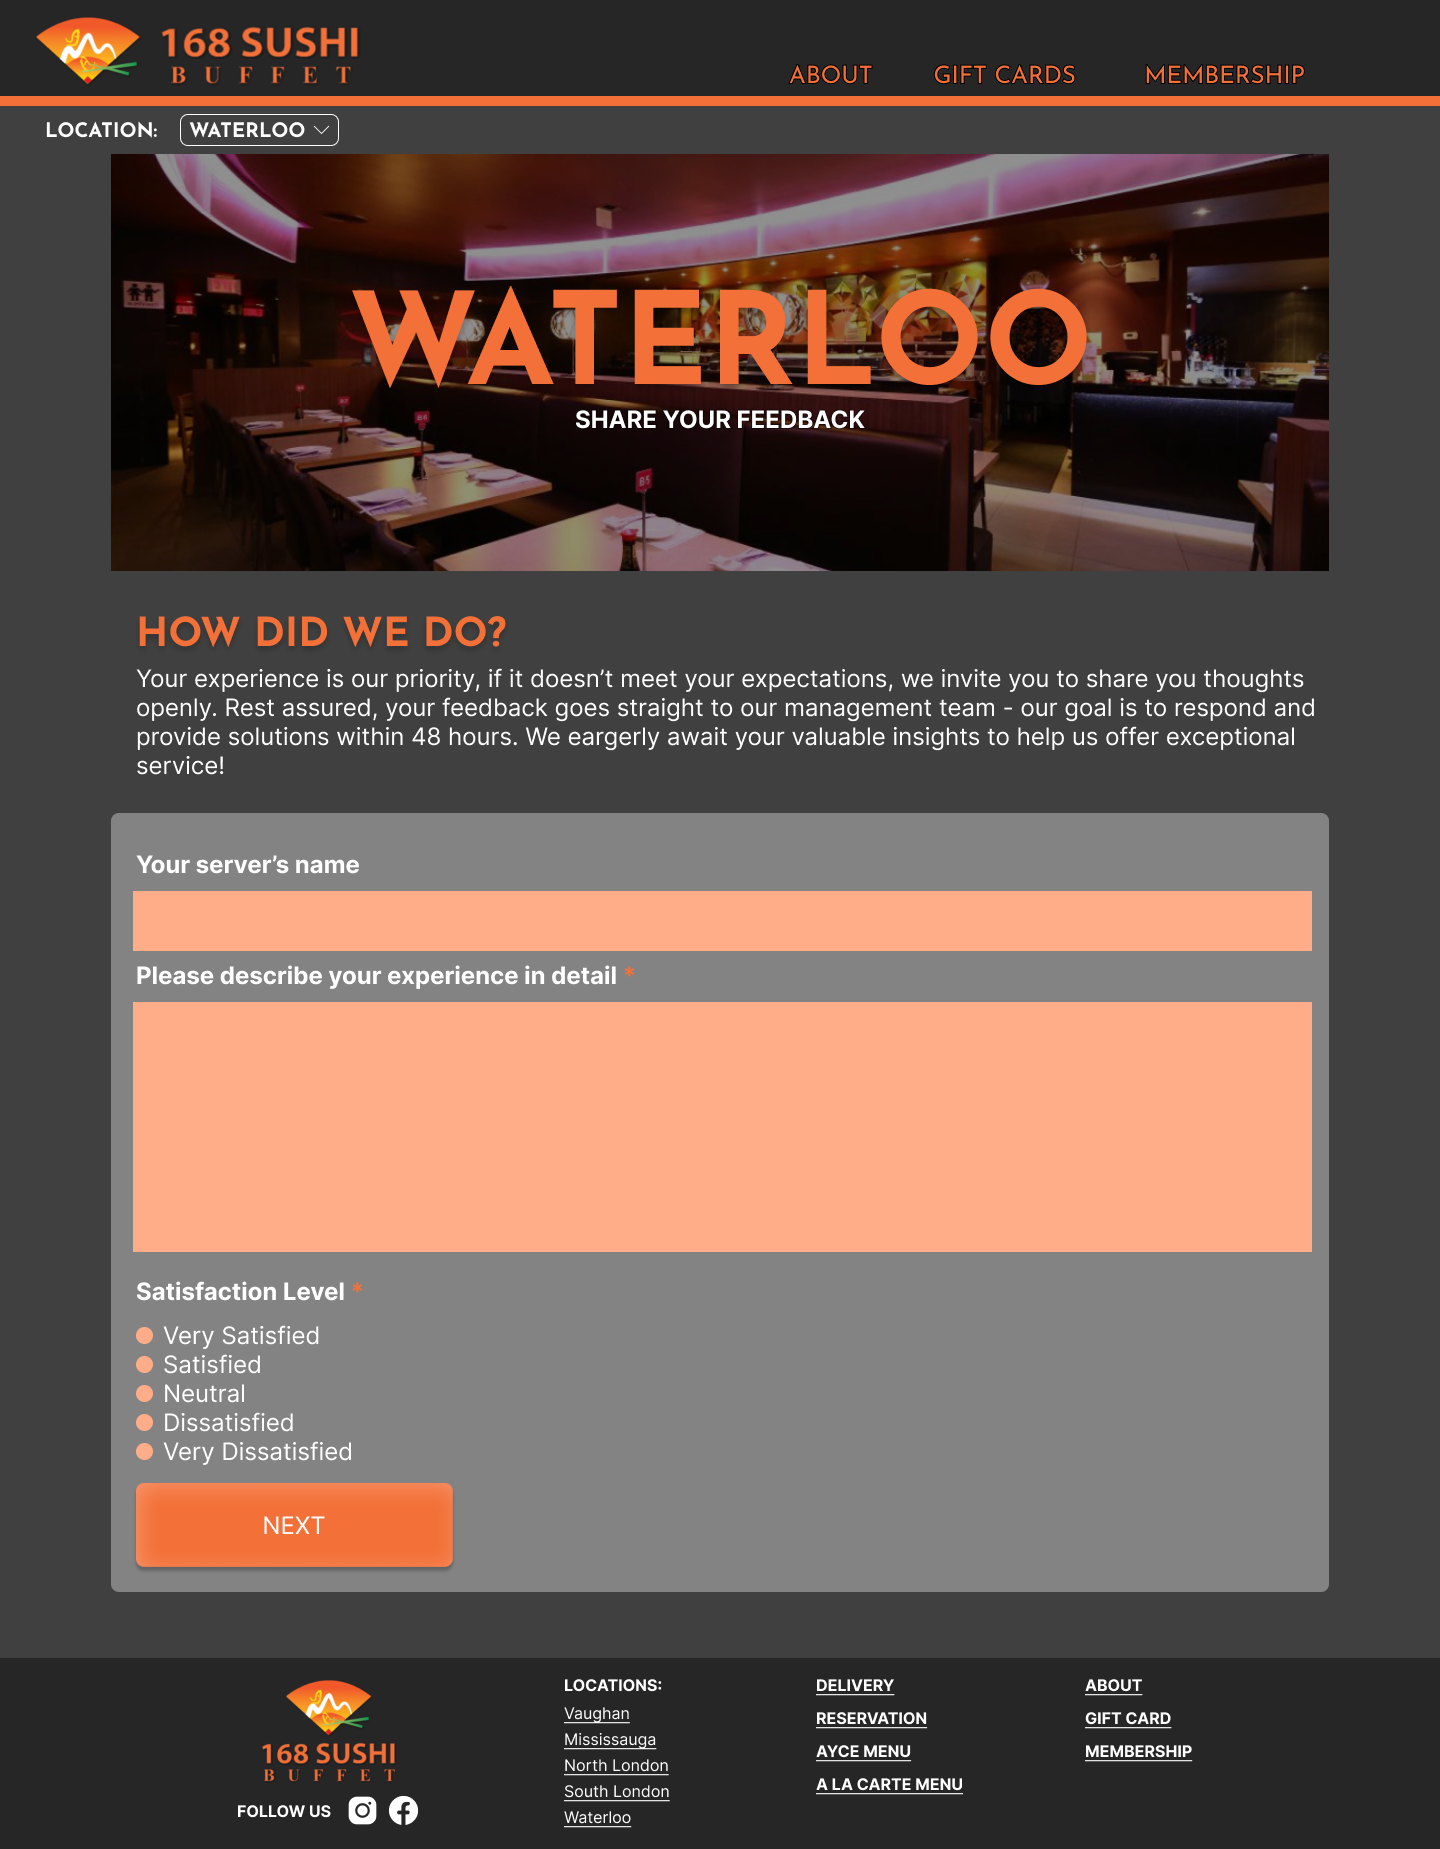 168 SUSHI
BUFFET
ABOUT
GIFT CARDS
MEMBERSHIP
LOCATION:
WATERLOO
WATERLOO
SHARE YOUR FEEDBACK
HOW DID WE DO?
Your experience is our priority, if it doesn’t meet your expectations, we invite you to share you thoughts
openly. Rest assured, your feedback goes straight to our management team - our goal is to respond and
provide solutions within 48 hours. We eargerly await your valuable insights to help us offer exceptional
service!
Your server’s name
Please describe your experience in detail *
Satisfaction Level *
Very Satisfied
Satisfied
Neutral
Dissatisfied
Very Dissatisfied
NEXT
168 SUSHI
BUFFET
FOLLOW US
LOCATIONS:
Vaughan
Mississauga
North London
South London
Waterloo
DELIVERY
RESERVATION
AYCE MENU
A LA CARTE MENU
ABOUT
GIFT CARD
MEMBERSHIP